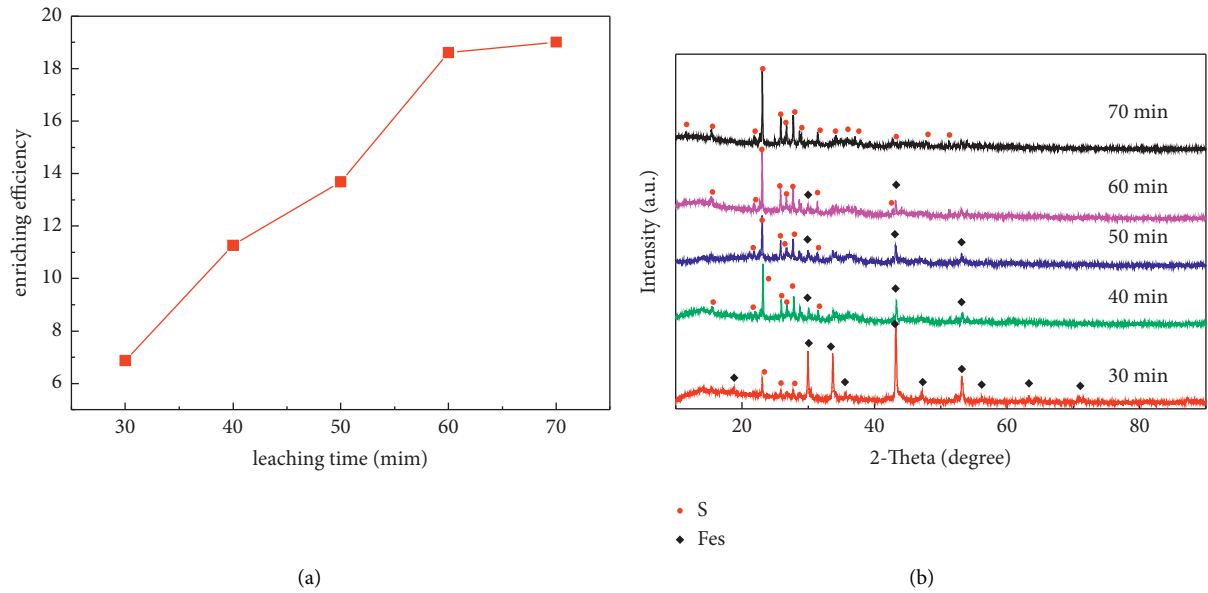 20
18
16
14
12
10
8
6
enriching efficiency
30 40 50 60 70
leaching time (mim)
(a)
70 min
60 min
50 min
40 min
30 min
Intensity (a.u.)
20 40 60 80
2-Theta (degree)
S
Fes
(b)